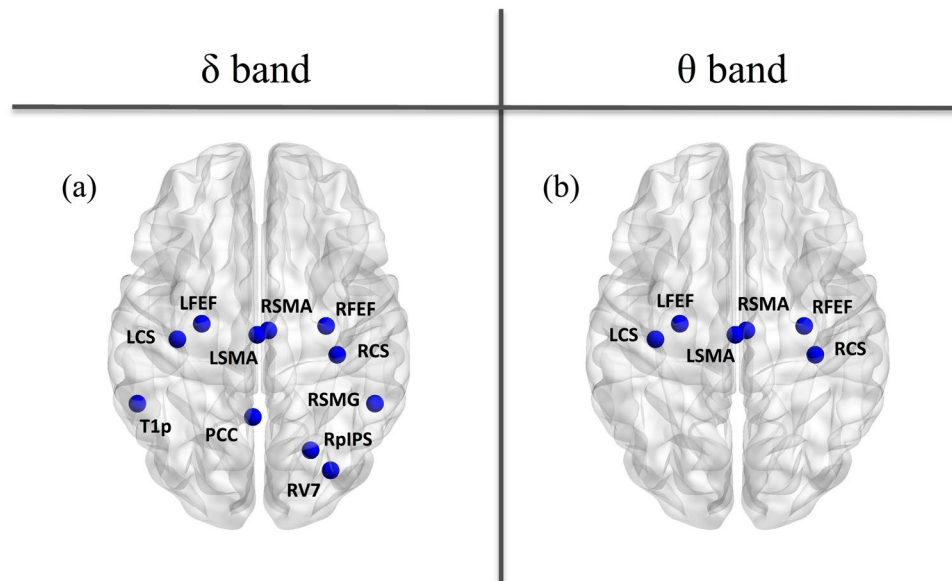 δ band
θ band
(a)
LFEF
RSMA
RFEF
LCS
LSMA
RCS
RSMG
T1p
PCC
RpIPS
RV7
(b)
LFEF
RSMA
RFEF
LCS
LSMA
RCS